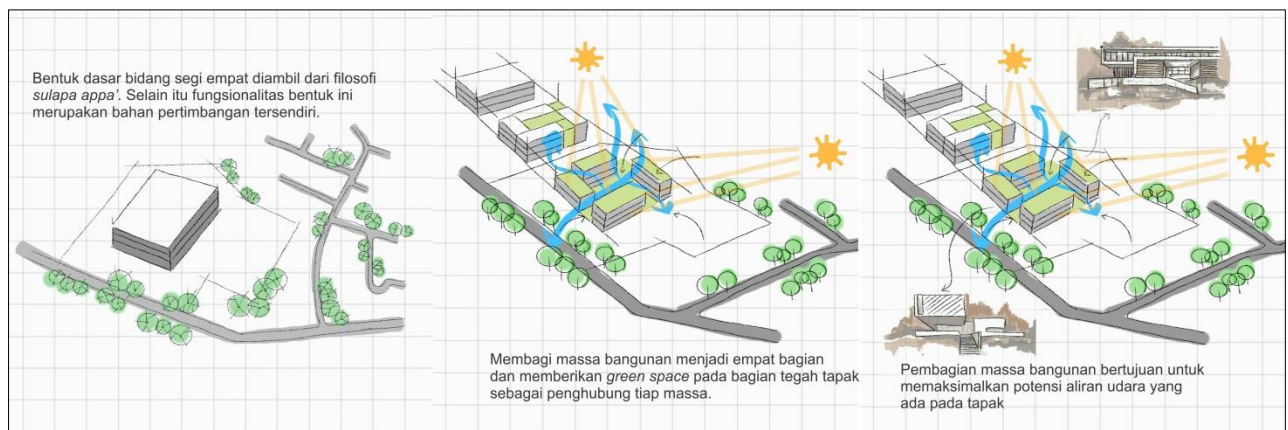 Bentuk dasar bidang segi empat diambil dari filosofi
sulapa appa'. Selain itu fungsionalitas bentuk ini
merupakan bahan pertimbangan tersendiri.
Membagi massa bangunan menjadi empat bagian
dan memberikan green space pada bagian tegah tapak
sebagai penghubung tiap massa.
Pembagian massa bangunan bertujuan untuk
memaksimalkan potensi aliran udara yang
ada pada tapak